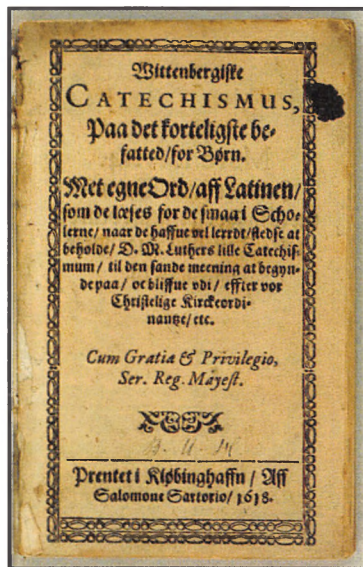 Wittenbergiske
CATECHISMUS,
Paa det korteligste be-
fatted/for Børn.
Met egne Ord/aff Latinen/
som de læses for de smaa i Scho-
lerne/ naar de haffue vel lerrdt/stedse at
beholde/ D. M. Luthers lille Catechis-
mum/ til den sande meening at begyn-
de paa/ oc bliffue vdi/ effter vor
Christelige Kirckeordi-
nantze/etc.
Cum Gratia & Privilegio,
Ser. Reg. Mayest.
Prentet i Kiøbinghaffn/ Aff
Salomone Sartorio/ 1618.